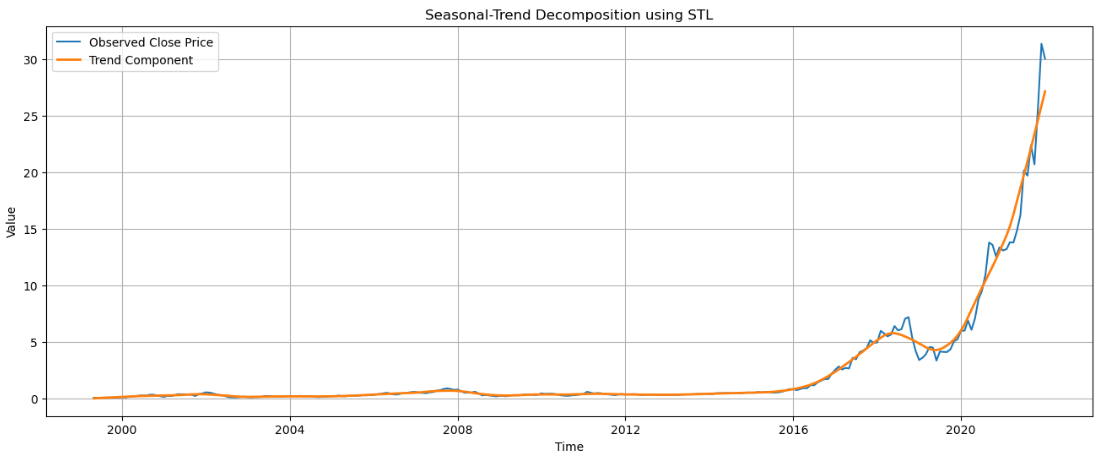 Seasonal-Trend Decomposition using STL
Observed Close Price
Trend Component
Value
30
25
20
15
10
5
0
2000 2004 2008 2012 2016 2020
Time